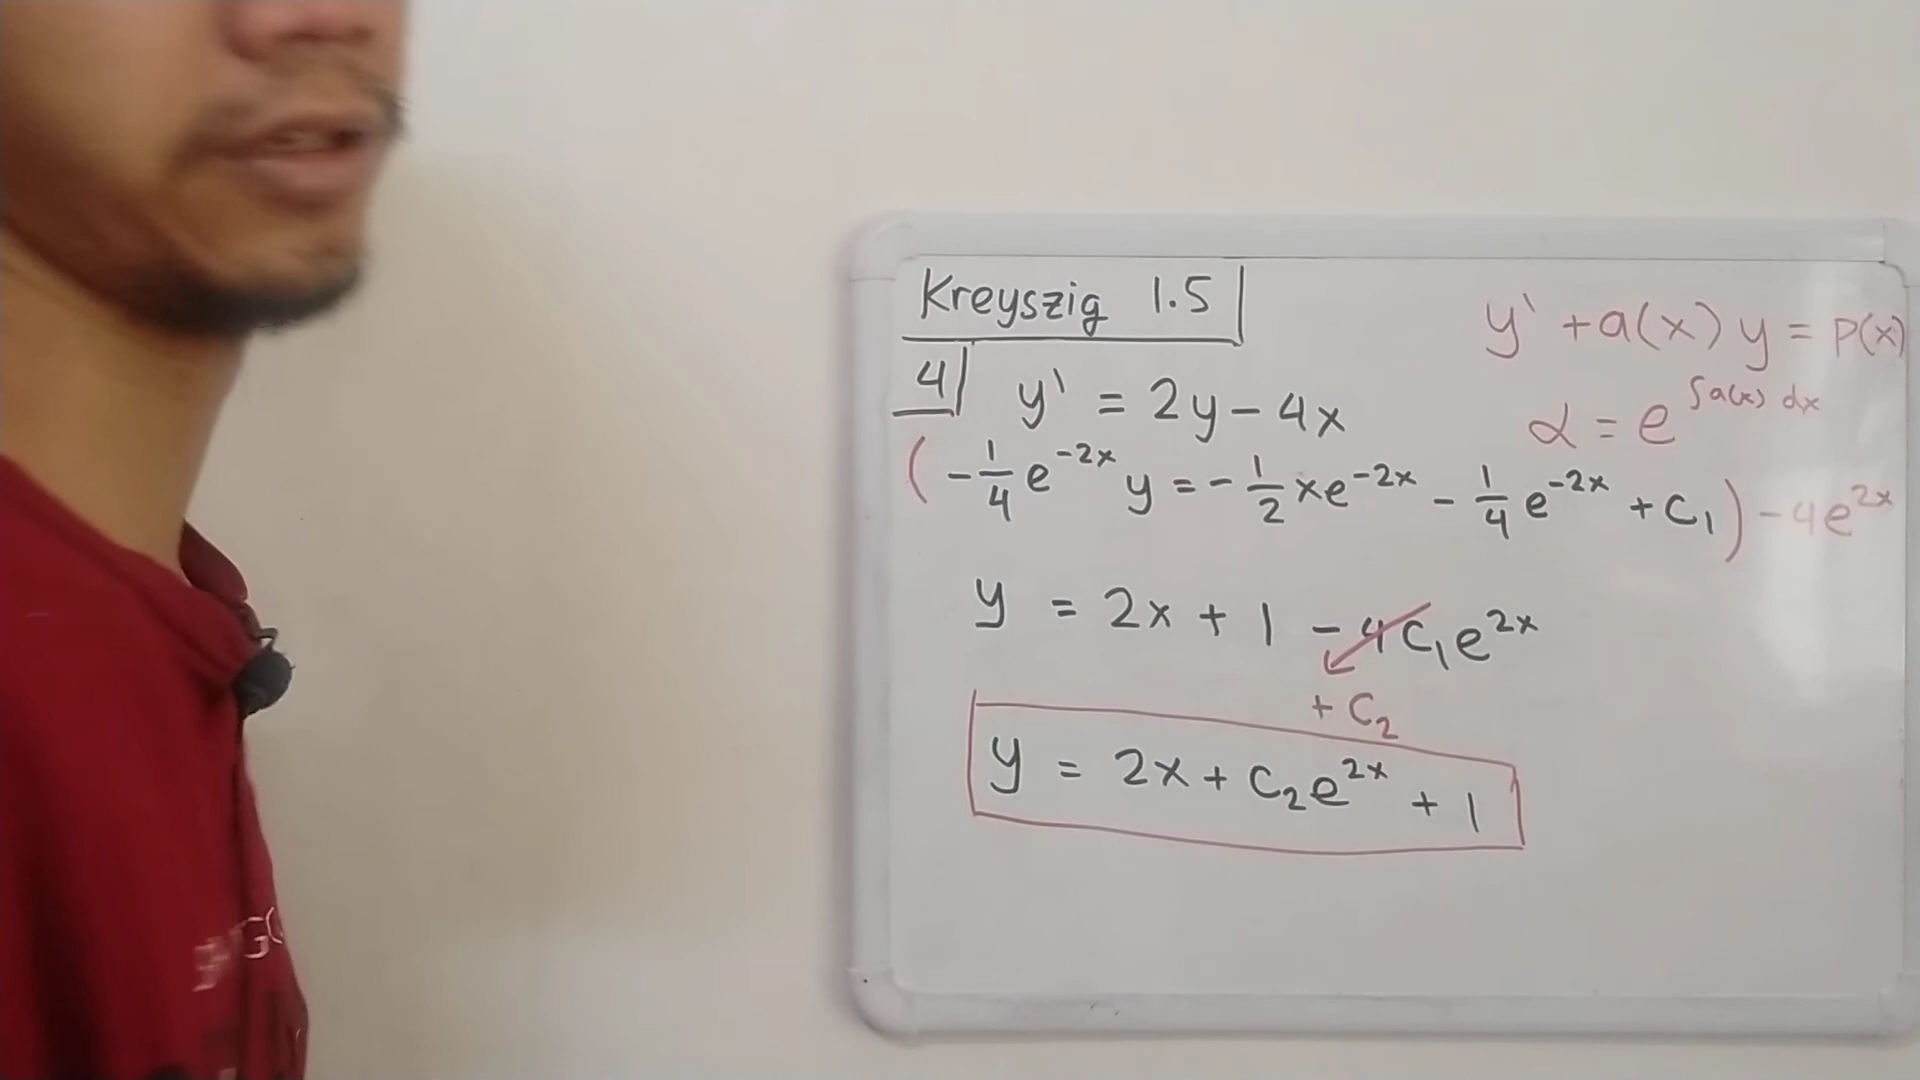 Kreyszig 1.5
y' + a(x) y = p(x)
4 y' = 2y - 4x
α = e^{∫a(x) dx}
( -1/4 e^{-2x} y = -1/2 xe^{-2x} - 1/4 e^{-2x} + c₁ ) -4e^{2x}
y = 2x + 1 - 4c₁e^{2x}
+ c₂
y = 2x + c₂e^{2x} + 1